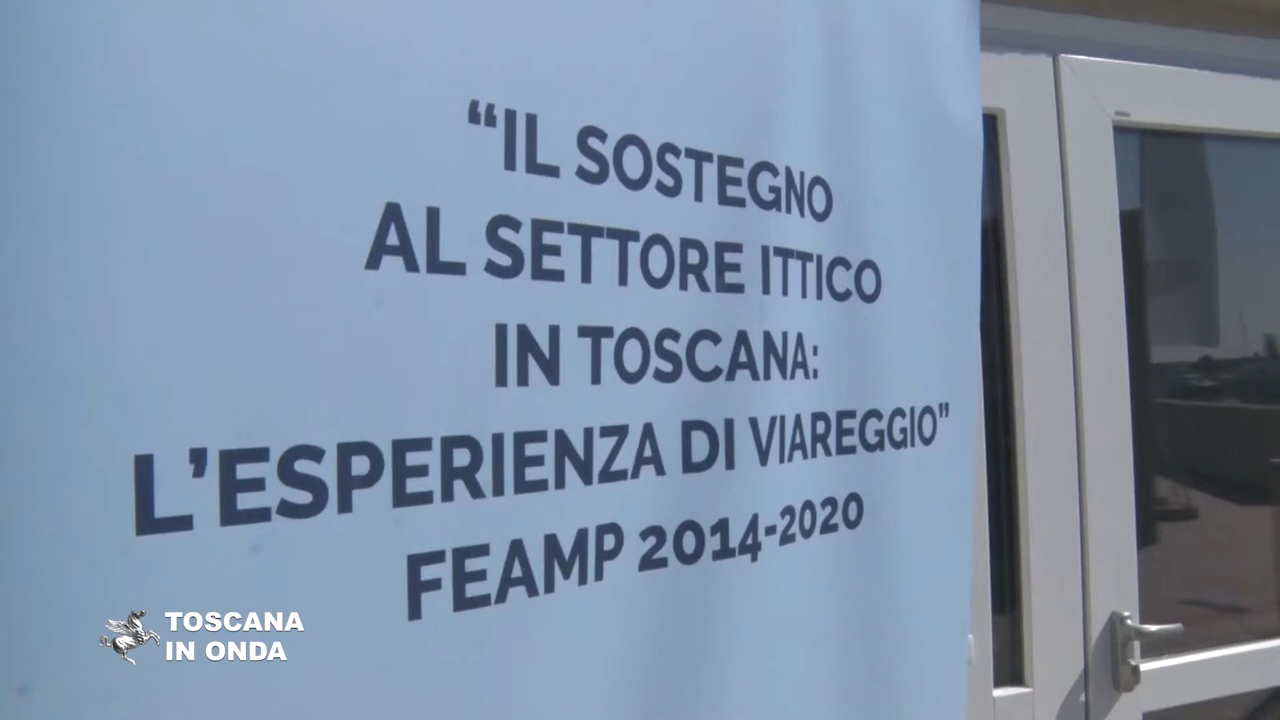 “IL SOSTEGNO
AL SETTORE ITTICO
IN TOSCANA:
L’ESPERIENZA DI VIAREGGIO”
FEAMP 2014-2020
TOSCANA
IN ONDA